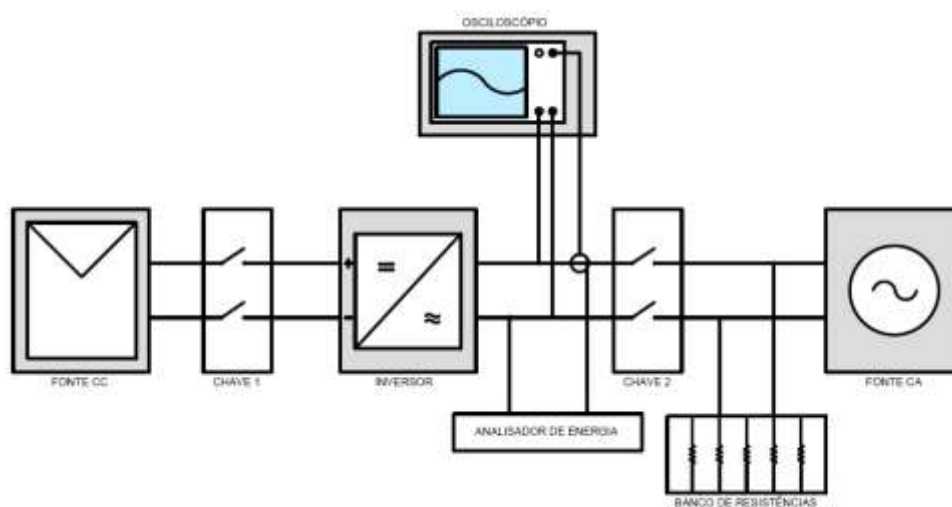 OSCILOSCÓPIO
FONTE CC
CHAVE 1
INVERSOR
CHAVE 2
FONTE CA
ANALISADOR DE ENERGIA
BANCO DE RESISTÊNCIAS